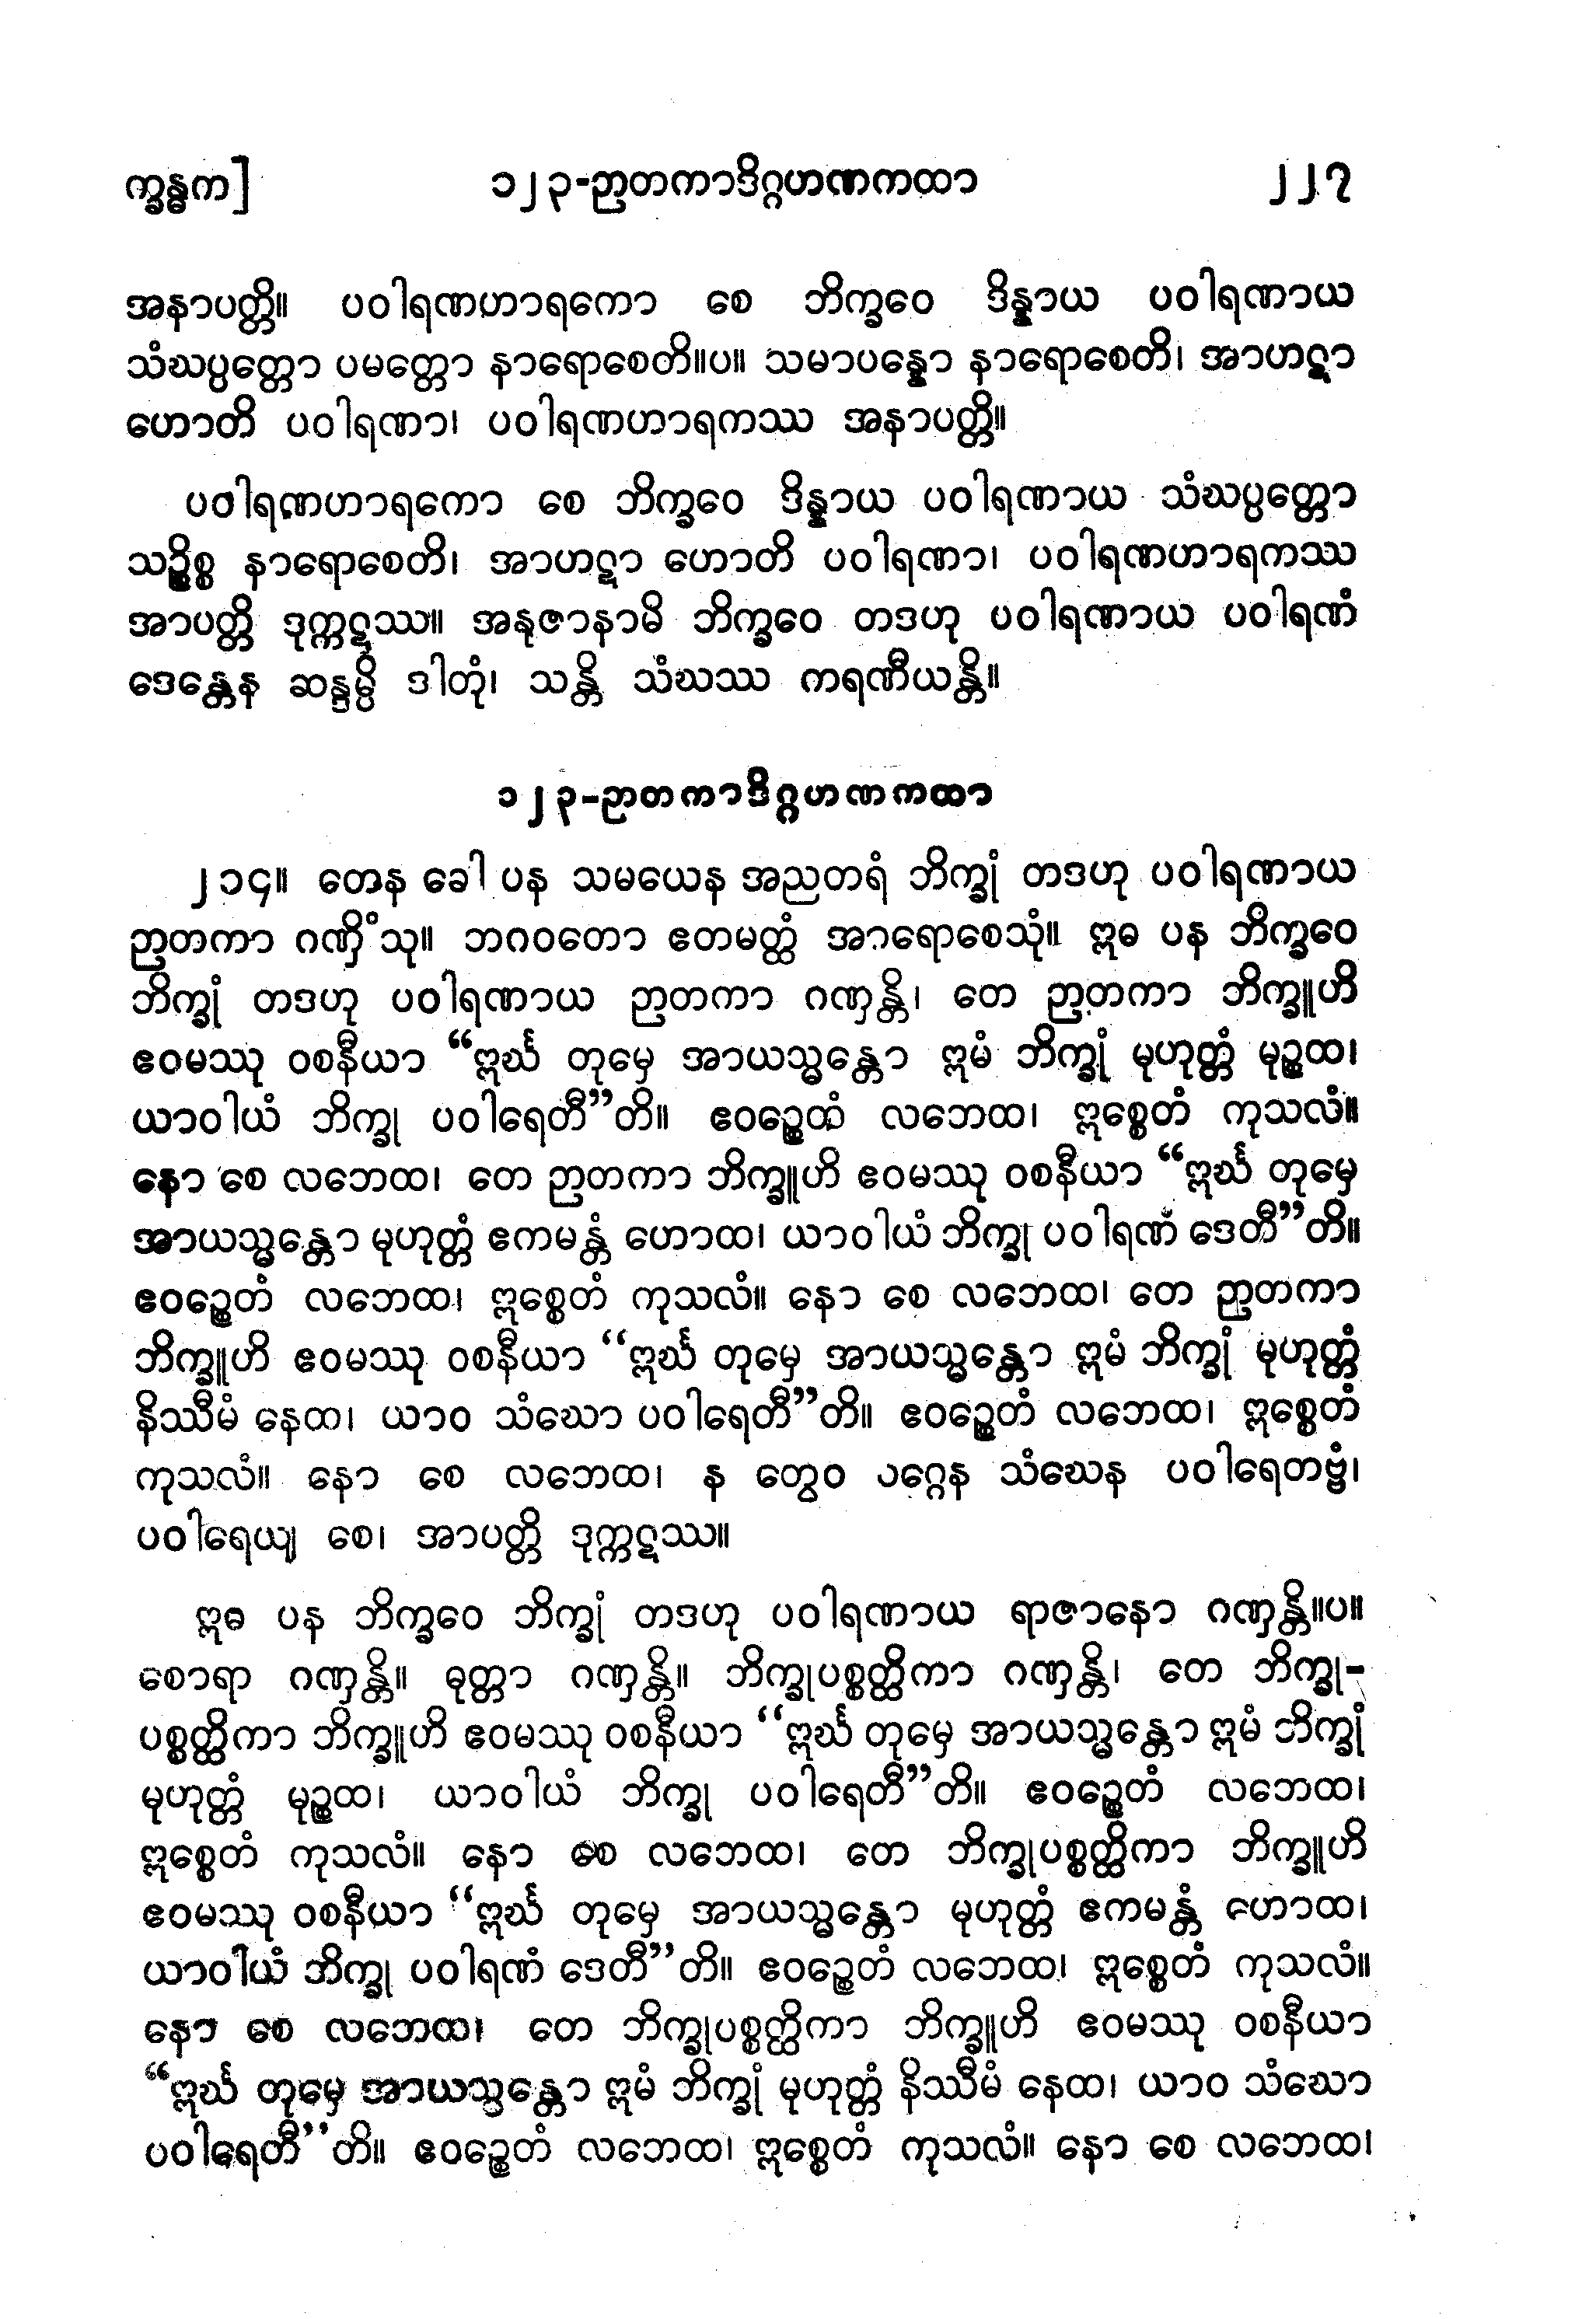 က္ခန္ဓက] ၁၂၃-ဉာတကာဒိဂ္ဂဟဏကထာ ၂၂၇
အနာပတ္တိ။ ပဝါရဏဟာရကော စေ ဘိက္ခဝေ ဒိန္နာယ ပဝါရဏာယ
သံဃပ္ပတ္တော ပမတ္တော နာရောစေတိ။ပ။ သမာပန္နော နာရောစေတိ၊ အာဟဋာ
ဟောတိ ပဝါရဏာ၊ ပဝါရဏဟာရကဿ အနာပတ္တိ။
ပဝါရဏဟာရကော စေ ဘိက္ခဝေ ဒိန္နာယ ပဝါရဏာယ သံဃပ္ပတ္တော
သဉ္စိစ္စ နာရောစေတိ၊ အာဟဋာ ဟောတိ ပဝါရဏာ၊ ပဝါရဏဟာရကဿ
အာပတ္တိ ဒုက္ကဋဿ။ အနုဇာနာမိ ဘိက္ခဝေ တဒဟု ပဝါရဏာယ ပဝါရဏံ
ဒေန္တေန ဆန္ဒမ္ပိ ဒါတုံ၊ သန္တိ သံဃဿ ကရဏီယန္တိ။
၁၂၃-ဉာတကာဒိဂ္ဂဟဏကထာ
၂၁၄။ တေန ခေါ ပန သမယေန အညတရံ ဘိက္ခုံ တဒဟု ပဝါရဏာယ
ဉာတကာ ဂဏှိံသု။ ဘဂဝတော ဧတမတ္ထံ အာရောစေသုံ။ ဣဓ ပန ဘိက္ခဝေ
ဘိက္ခုံ တဒဟု ပဝါရဏာယ ဉာတကာ ဂဏှန္တိ၊ တေ ဉာတကာ ဘိက္ခူဟိ
ဧဝမဿု ဝစနီယာ “ဣင်္ဃ တုမှေ အာယသ္မန္တော ဣမံ ဘိက္ခုံ မုဟုတ္တံ မုဉ္စထ၊
ယာဝါယံ ဘိက္ခု ပဝါရေတီ”တိ။ ဧဝဉ္စေထံ လဘေထ၊ ဣစ္စေတံ ကုသလံ။
နော စေ လဘေထ၊ တေ ဉာတကာ ဘိက္ခူဟိ ဧဝမဿု ဝစနီယာ “ဣင်္ဃ တုမှေ
အာယသ္မန္တော မုဟုတ္တံ ဧကမန္တံ ဟောထ၊ ယာဝါယံ ဘိက္ခု ပဝါရဏံ ဒေတီ”တိ။
ဧဝဉ္စေတံ လဘေထ၊ ဣစ္စေတံ ကုသလံ။ နော စေ လဘေထ၊ တေ ဉာတကာ
ဘိက္ခူဟိ ဧဝမဿု ဝစနီယာ “ဣင်္ဃ တုမှေ အာယသ္မန္တော ဣမံ ဘိက္ခုံ မုဟုတ္တံ
နိဿီမံ နေထ၊ ယာဝ သံဃော ပဝါရေတီ”တိ။ ဧဝဉ္စေတံ လဘေထ၊ ဣစ္စေတံ
ကုသလံ။ နော စေ လဘေထ၊ န တွေဝ ဝဂ္ဂေန သံဃေန ပဝါရေတဗ္ဗံ၊
ပဝါရေယျ စေ၊ အာပတ္တိ ဒုက္ကဋဿ။
ဣဓ ပန ဘိက္ခဝေ ဘိက္ခုံ တဒဟု ပဝါရဏာယ ရာဇာနော ဂဏှန္တိ။ပ။
စောရာ ဂဏှန္တိ။ ဓုတ္တာ ဂဏှန္တိ။ ဘိက္ခုပစ္စတ္ထိကာ ဂဏှန္တိ၊ တေ ဘိက္ခု-
ပစ္စတ္ထိကာ ဘိက္ခူဟိ ဧဝမဿု ဝစနီယာ “ဣင်္ဃ တုမှေ အာယသ္မန္တော ဣမံ ဘိက္ခုံ
မုဟုတ္တံ မုဉ္စထ၊ ယာဝါယံ ဘိက္ခု ပဝါရေတီ”တိ။ ဧဝဉ္စေတံ လဘေထ၊
ဣစ္စေတံ ကုသလံ။ နော စေ လဘေထ၊ တေ ဘိက္ခုပစ္စတ္ထိကာ ဘိက္ခူဟိ
ဧဝမဿု ဝစနီယာ “ဣင်္ဃ တုမှေ အာယသ္မန္တော မုဟုတ္တံ ဧကမန္တံ ဟောထ၊
ယာဝါယံ ဘိက္ခု ပဝါရဏံ ဒေတီ”တိ။ ဧဝဉ္စေတံ လဘေထ၊ ဣစ္စေတံ ကုသလံ။
နော စေ လဘေထ၊ တေ ဘိက္ခုပစ္စတ္ထိကာ ဘိက္ခူဟိ ဧဝမဿု ဝစနီယာ
“ဣင်္ဃ တုမှေ အာယသ္မန္တော ဣမံ ဘိက္ခုံ မုဟုတ္တံ နိဿီမံ နေထ၊ ယာဝ သံဃော
ပဝါရေတီ”တိ။ ဧဝဉ္စေတံ လဘေထ၊ ဣစ္စေတံ ကုသလံ။ နော စေ လဘေထ၊